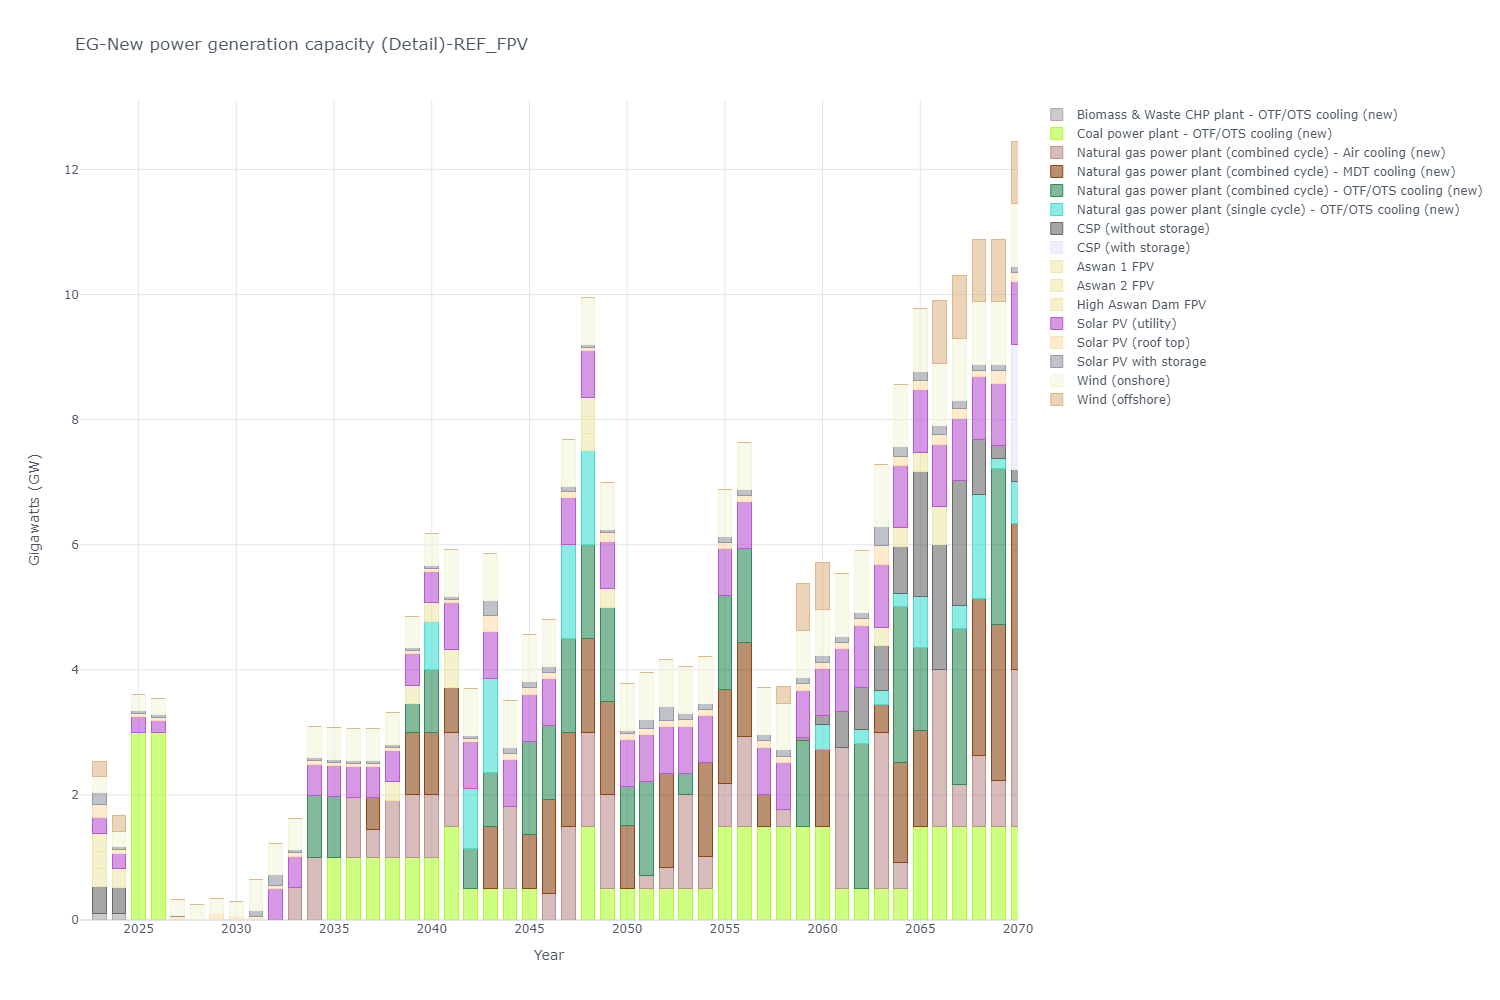 EG-New power generation capacity (Detail)-REF_FPV
Biomass & Waste CHP plant - OTF/OTS cooling (new)
Coal power plant - OTF/OTS cooling (new)
Natural gas power plant (combined cycle) - Air cooling (new)
Natural gas power plant (combined cycle) - MDT cooling (new)
Natural gas power plant (combined cycle) - OTF/OTS cooling (new)
Natural gas power plant (single cycle) - OTF/OTS cooling (new)
CSP (without storage)
CSP (with storage)
Aswan 1 FPV
Aswan 2 FPV
High Aswan Dam FPV
Solar PV (utility)
Solar PV (roof top)
Solar PV with storage
Wind (onshore)
Wind (offshore)
12
10
8
6
4
2
0
Gigawatts (GW)
2025 2030 2035 2040 2045 2050 2055 2060 2065 2070
Year